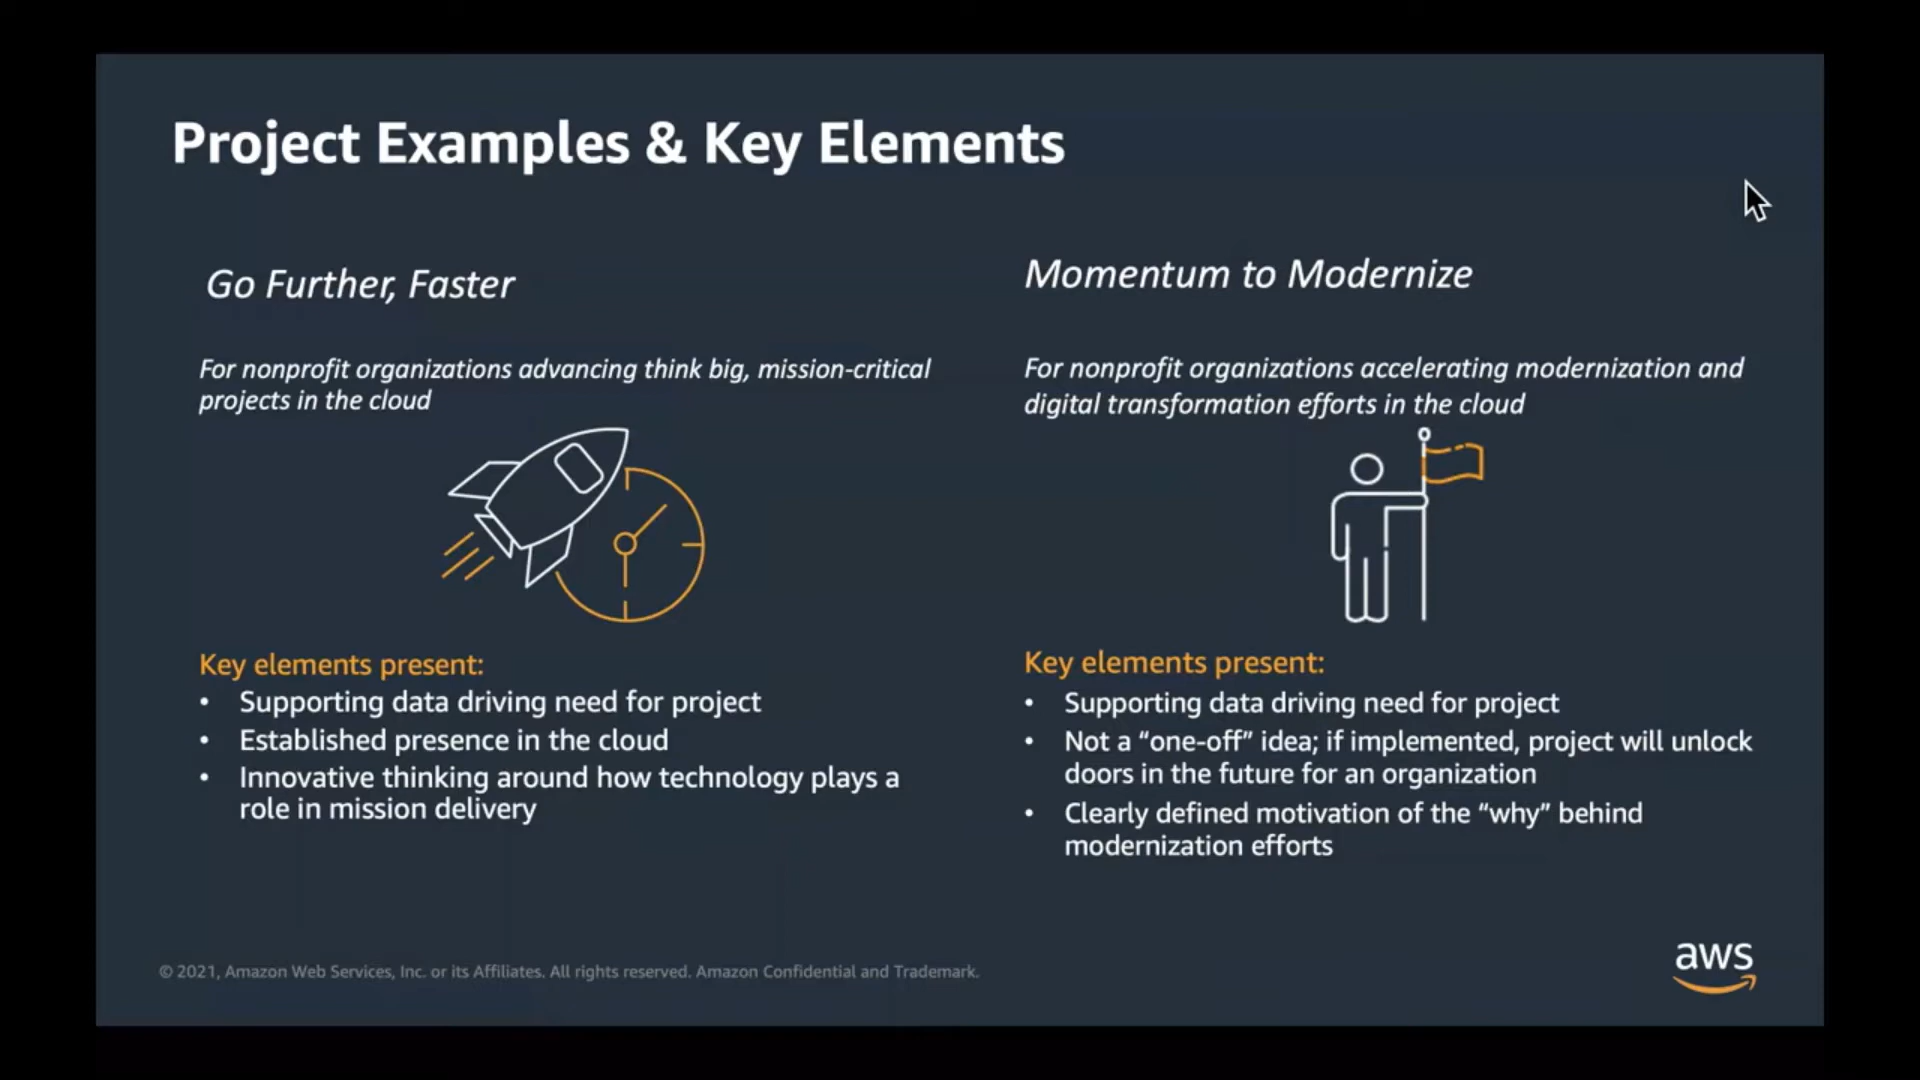 Project Examples & Key Elements
Go Further, Faster
For nonprofit organizations advancing think big, mission-critical
projects in the cloud
Key elements present:
• Supporting data driving need for project
• Established presence in the cloud
• Innovative thinking around how technology plays a
role in mission delivery
Momentum to Modernize
For nonprofit organizations accelerating modernization and
digital transformation efforts in the cloud
Key elements present:
• Supporting data driving need for project
• Not a “one-off” idea; if implemented, project will unlock
doors in the future for an organization
• Clearly defined motivation of the “why” behind
modernization efforts
© 2021, Amazon Web Services, Inc. or its Affiliates. All rights reserved. Amazon Confidential and Trademark.
aws